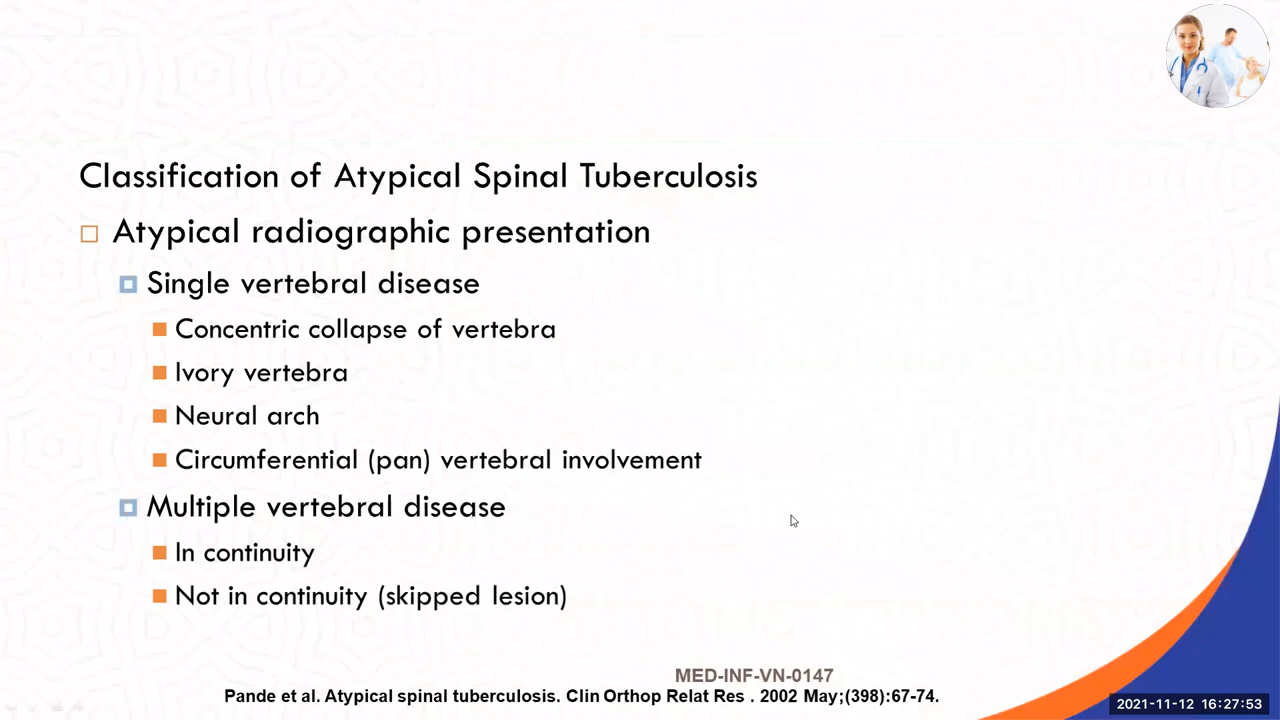 Classification of Atypical Spinal Tuberculosis
Atypical radiographic presentation
Single vertebral disease
Concentric collapse of vertebra
Ivory vertebra
Neural arch
Circumferential (pan) vertebral involvement
Multiple vertebral disease
In continuity
Not in continuity (skipped lesion)
MED-INF-VN-0147
Pande et al. Atypical spinal tuberculosis. Clin Orthop Relat Res . 2002 May;(398):67-74.
2021-11-12 16:27:53